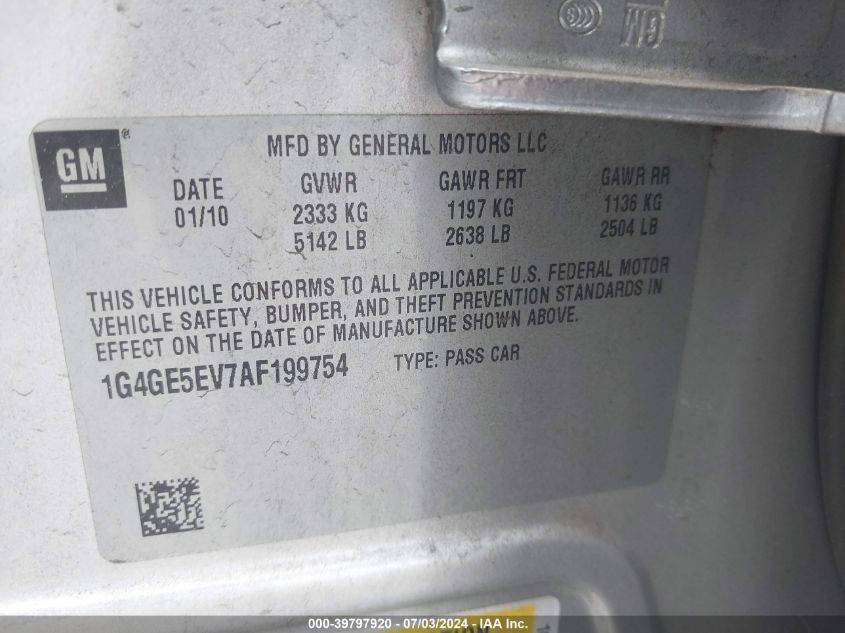 GM
GM®
MFD BY GENERAL MOTORS LLC
DATE GVWR GAWR FRT GAWR RR
01/10 2333 KG 1197 KG 1136 KG
5142 LB 2638 LB 2504 LB
THIS VEHICLE CONFORMS TO ALL APPLICABLE U.S. FEDERAL MOTOR
VEHICLE SAFETY, BUMPER, AND THEFT PREVENTION STANDARDS IN
EFFECT ON THE DATE OF MANUFACTURE SHOWN ABOVE.
1G4GE5EV7AF199754 TYPE: PASS CAR
000-39797920 - 07/03/2024 - IAAI.com